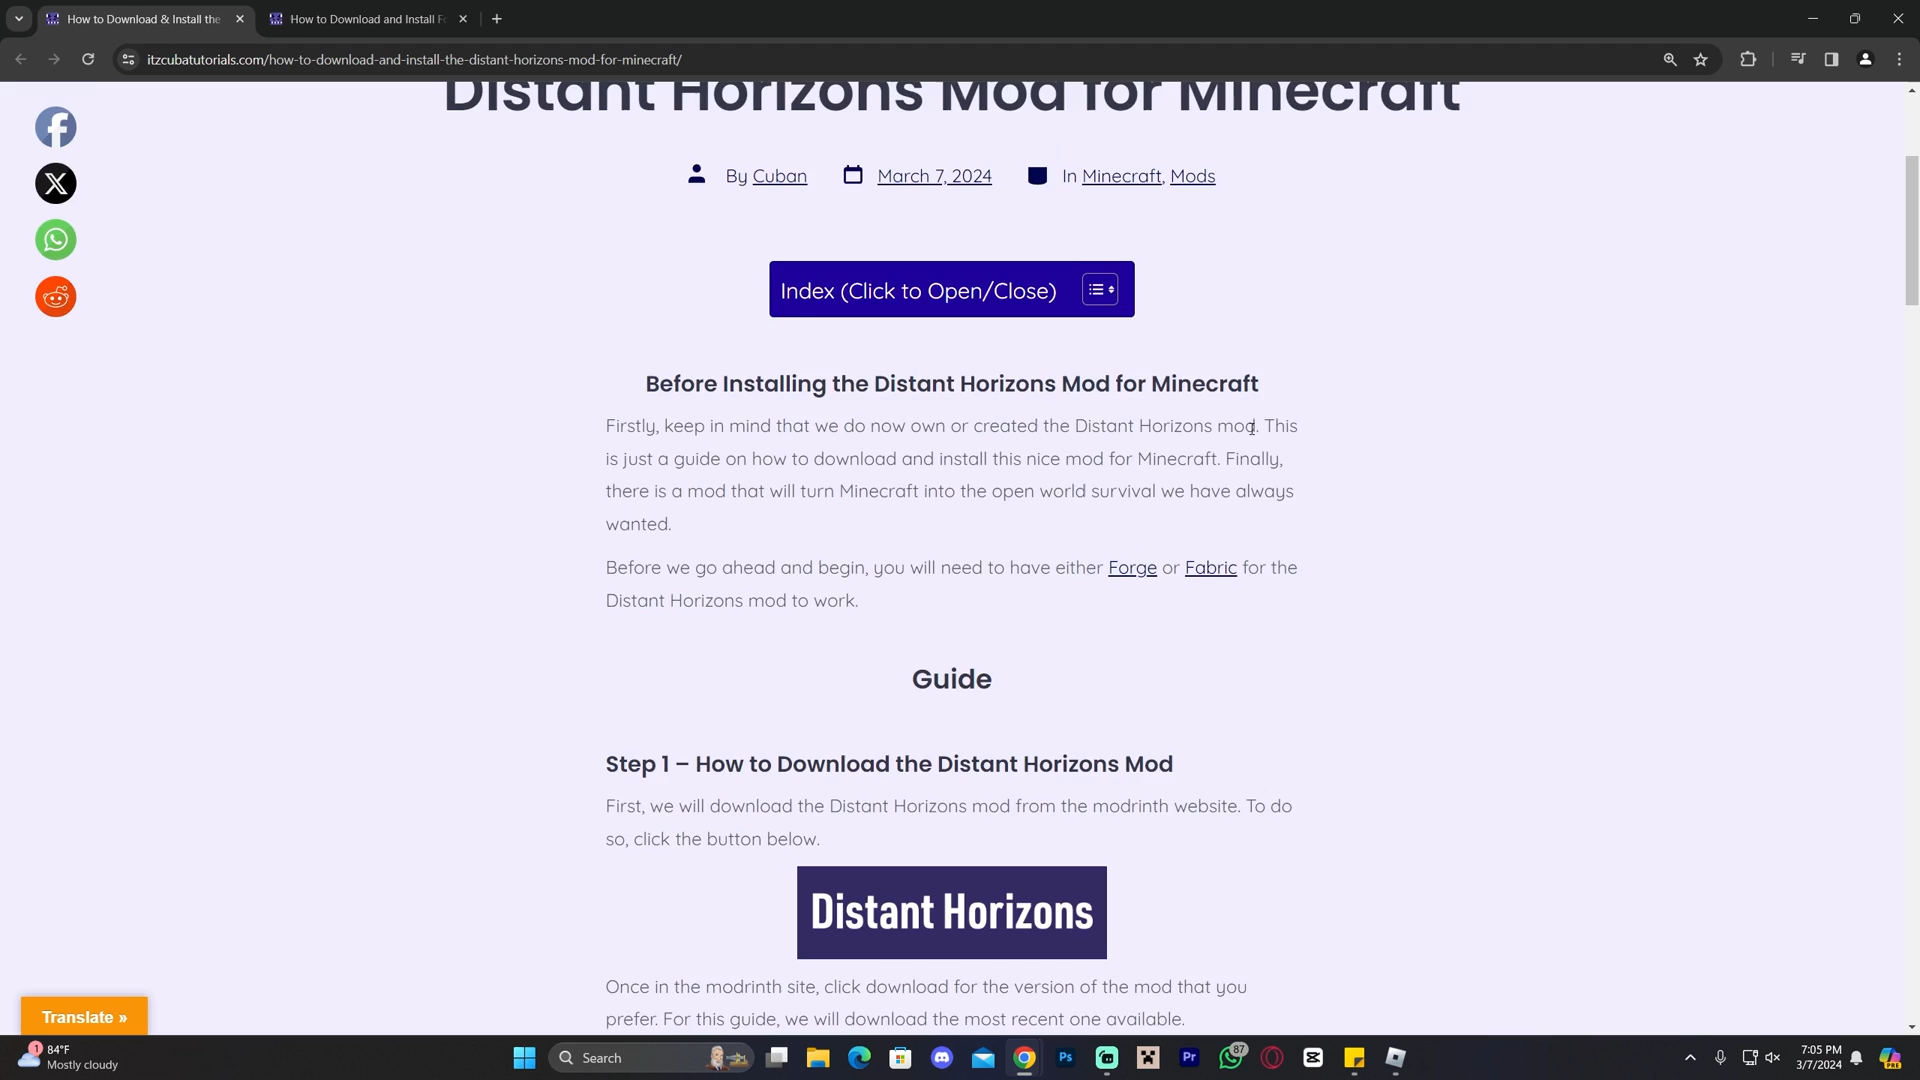 How to Download & Install the
How to Download and Install Fo
itzcubatutorials.com/how-to-download-and-install-the-distant-horizons-mod-for-minecraft/
Distant Horizons Mod for Minecraft
By Cuban
March 7, 2024
In Minecraft, Mods
Index (Click to Open/Close)
Before Installing the Distant Horizons Mod for Minecraft
Firstly, keep in mind that we do now own or created the Distant Horizons mod. This
is just a guide on how to download and install this nice mod for Minecraft. Finally,
there is a mod that will turn Minecraft into the open world survival we have always
wanted.
Before we go ahead and begin, you will need to have either Forge or Fabric for the
Distant Horizons mod to work.
Guide
Step 1 – How to Download the Distant Horizons Mod
First, we will download the Distant Horizons mod from the modrinth website. To do
so, click the button below.
Distant Horizons
Once in the modrinth site, click download for the version of the mod that you
prefer. For this guide, we will download the most recent one available.
Translate »
1
84°F
Mostly cloudy
Search
Ps
Pr
87
7:05 PM
3/7/2024
PRE